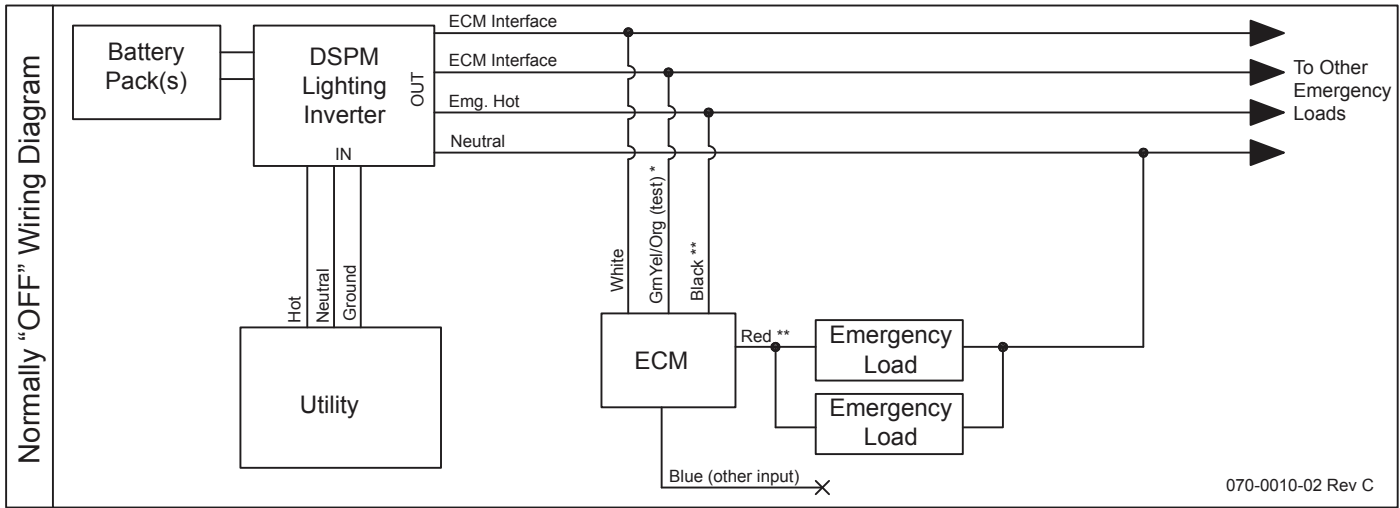 Normally “OFF” Wiring Diagram
Battery
Pack(s)
DSPM
Lighting
Inverter
OUT
IN
ECM Interface
ECM Interface
Emg. Hot
Neutral
To Other
Emergency
Loads
Hot
Neutral
Ground
Utility
White
GrnYel/Org (test) *
Black **
ECM
Red **
Emergency
Load
Emergency
Load
Blue (other input)
070-0010-02 Rev C